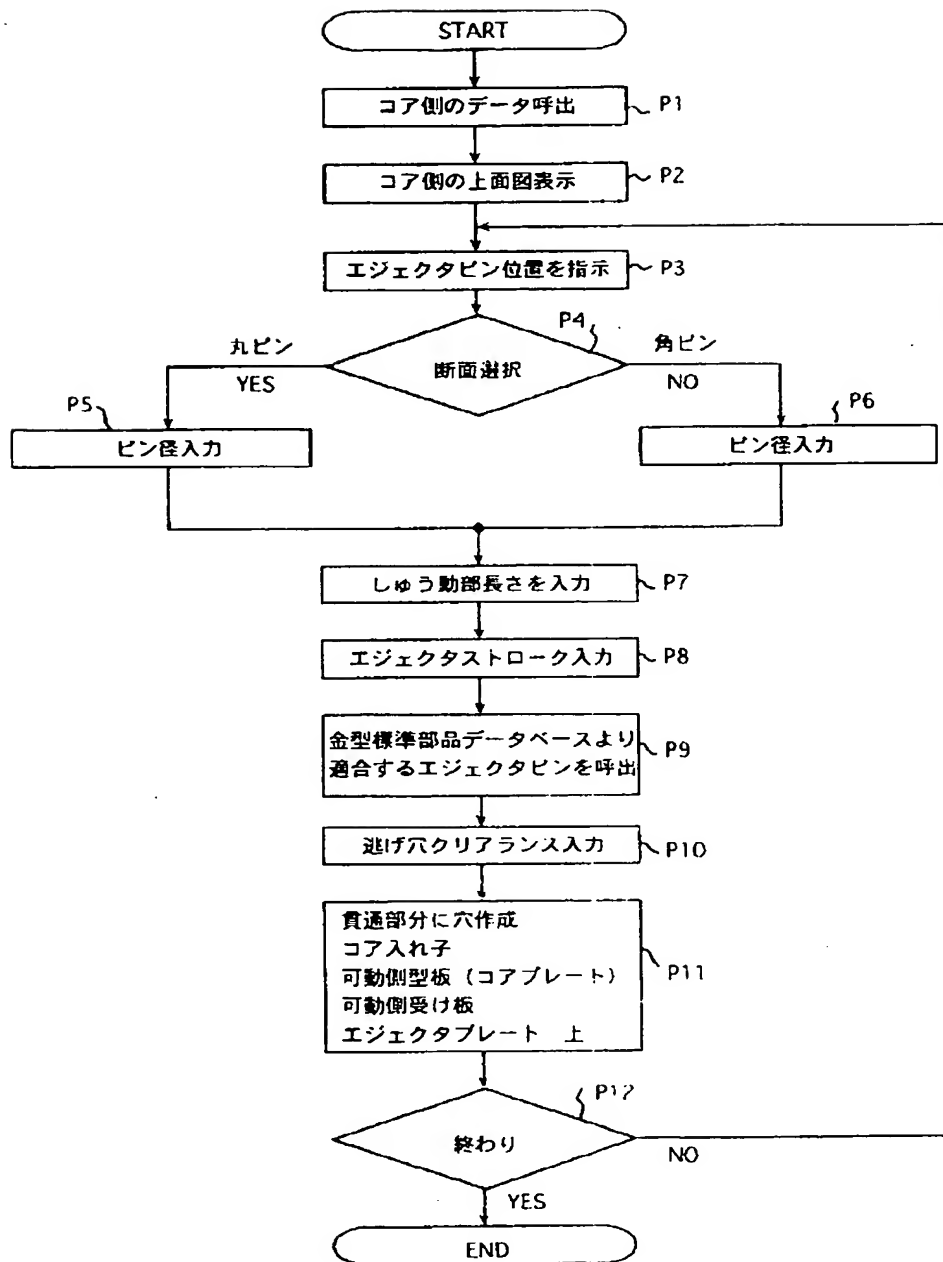 START
コア側のデータ呼出
P1
コア側の上面図表示
P2
エジェクタピン位置を指示
P3
P4
丸ピン
角ピン
断面選択
YES
NO
P5
P6
ピン径入力
ピン径入力
しゅう動部長さを入力
P7
エジェクタストローク入力
P8
金型標準部品データベースより
適合するエジェクタピンを呼出
P9
逃げ穴クリアランス入力
P10
貫通部分に穴作成
コア入れ子
可動側型板（コアプレート）
可動側受け板
エジェクタプレート 上
P11
P12
終わり
NO
YES
END